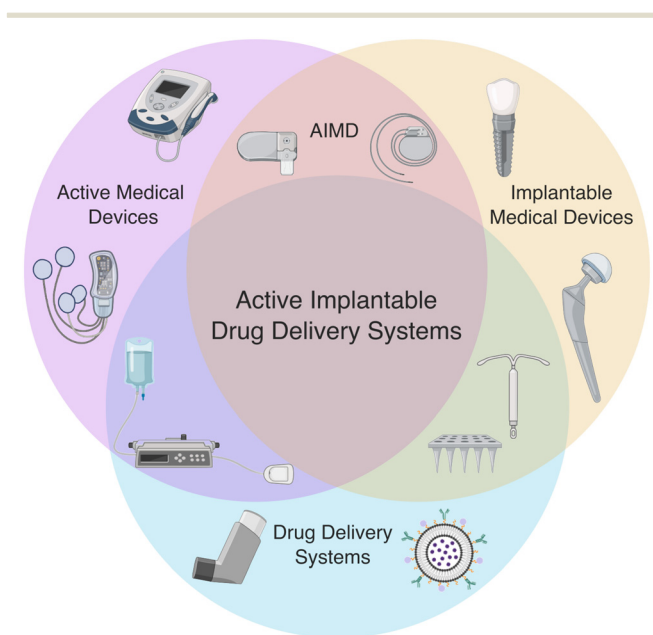 AIMD
Active Medical
Devices
Implantable
Medical Devices
Active Implantable
Drug Delivery Systems
Drug Delivery
Systems